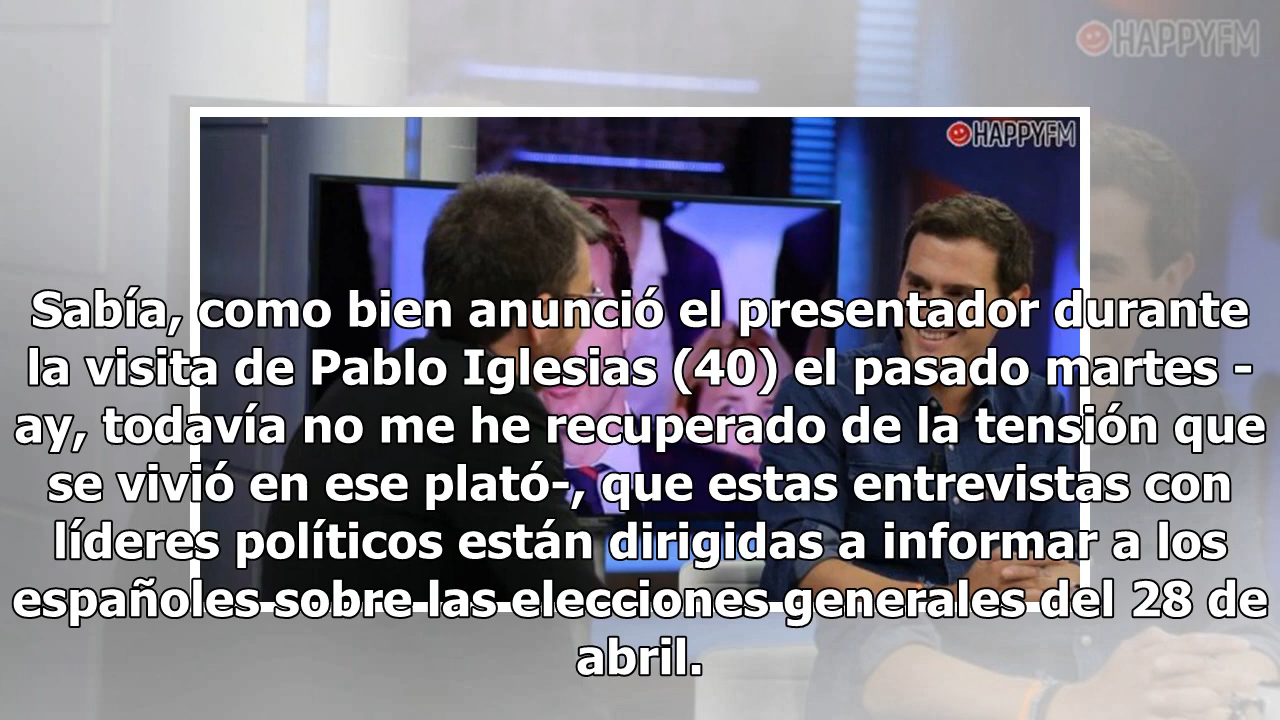 HAPPYFM
HAPPYFM
Sabía, como bien anunció el presentador durante
la visita de Pablo Iglesias (40) el pasado martes -
ay, todavía no me he recuperado de la tensión que
se vivió en ese plató-, que estas entrevistas con
líderes políticos están dirigidas a informar a los
españoles sobre las elecciones generales del 28 de
abril.